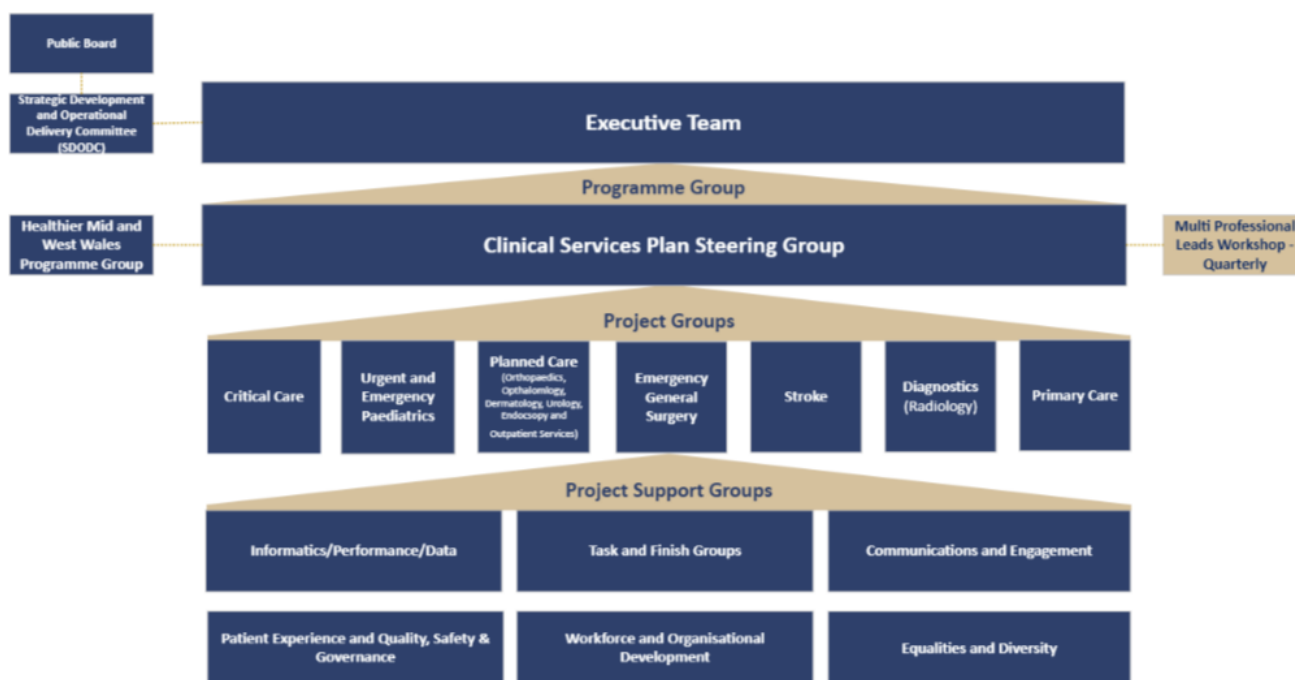 Public Board
Strategic Development
and Operational
Delivery Committee
(SDODC)
Executive Team
Programme Group
Healthier Mid and
West Wales
Programme Group
Clinical Services Plan Steering Group
Multi Professional
Leads Workshop -
Quarterly
Project Groups
Critical Care
Urgent and
Emergency
Paediatrics
Planned Care
(Orthopaedics,
Opthalomlogy,
Dermatology, Urology,
Endocsopy and
Outpatient Services)
Emergency
General
Surgery
Stroke
Diagnostics
(Radiology)
Primary Care
Project Support Groups
Informatics/Performance/Data
Task and Finish Groups
Communications and Engagement
Patient Experience and Quality, Safety &
Governance
Workforce and Organisational
Development
Equalities and Diversity